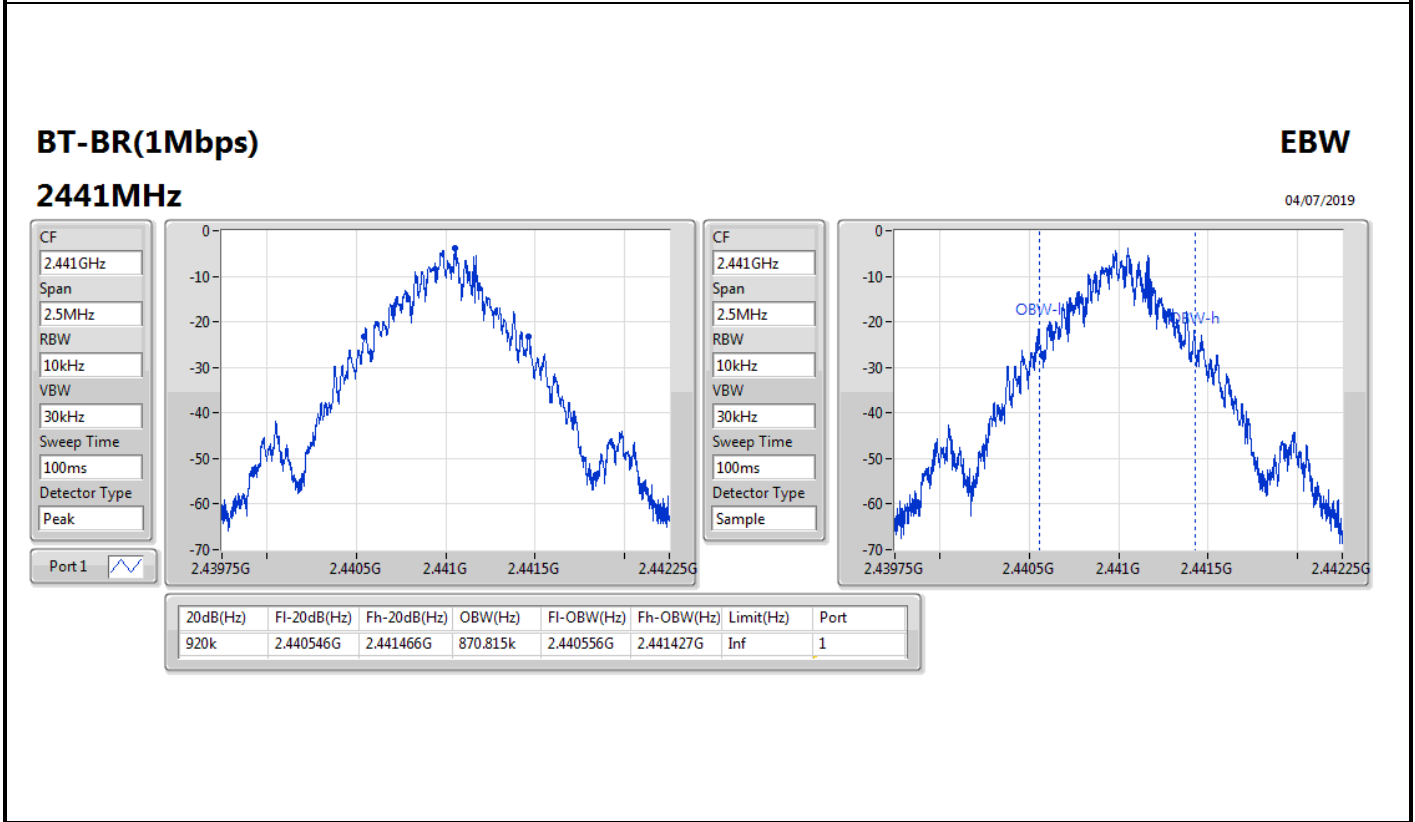 BT-BR(1Mbps)
EBW
2441MHz
04/07/2019
CF
2.441GHz
Span
2.5MHz
RBW
10kHz
VBW
30kHz
Sweep Time
100ms
Detector Type
Peak
Port 1
0
-10
-20
-30
-40
-50
-60
-70
2.43975G 2.4405G 2.441G 2.4415G 2.44225G
CF
2.441GHz
Span
2.5MHz
RBW
10kHz
VBW
30kHz
Sweep Time
100ms
Detector Type
Sample
0
-10
-20
-30
-40
-50
-60
-70
OBW-l
OBW-h
2.43975G 2.4405G 2.441G 2.4415G 2.44225G
20dB(Hz) Fl-20dB(Hz) Fh-20dB(Hz) OBW(Hz) Fl-OBW(Hz) Fh-OBW(Hz) Limit(Hz) Port
920k 2.440546G 2.441466G 870.815k 2.440556G 2.441427G Inf 1